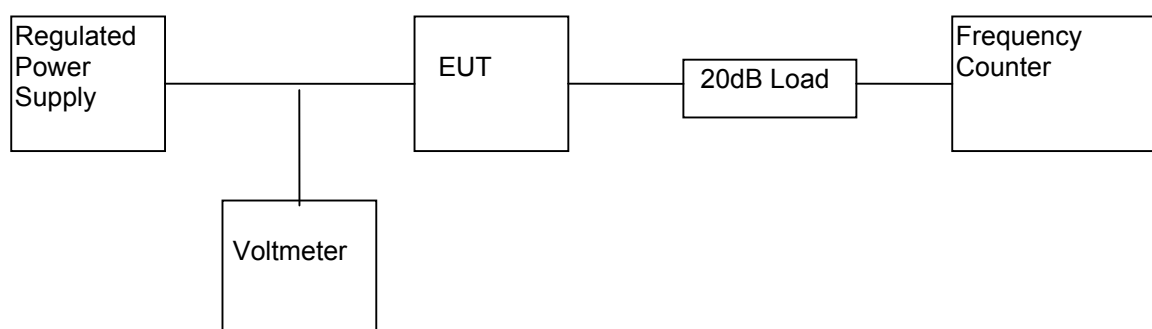 Regulated
Power
Supply
EUT
20dB Load
Frequency
Counter
Voltmeter